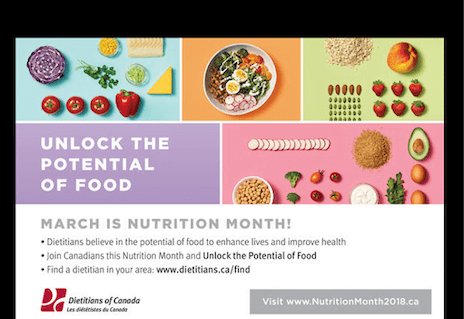 UNLOCK THE
POTENTIAL
OF FOOD
MARCH IS NUTRITION MONTH!
• Dietitians believe in the potential of food to enhance lives and improve health
• Join Canadians this Nutrition Month and Unlock the Potential of Food
• Find a dietitian in your area: www.dietitians.ca/find
Dietitians of Canada
Les diététistes du Canada
Visit www.NutritionMonth2018.ca